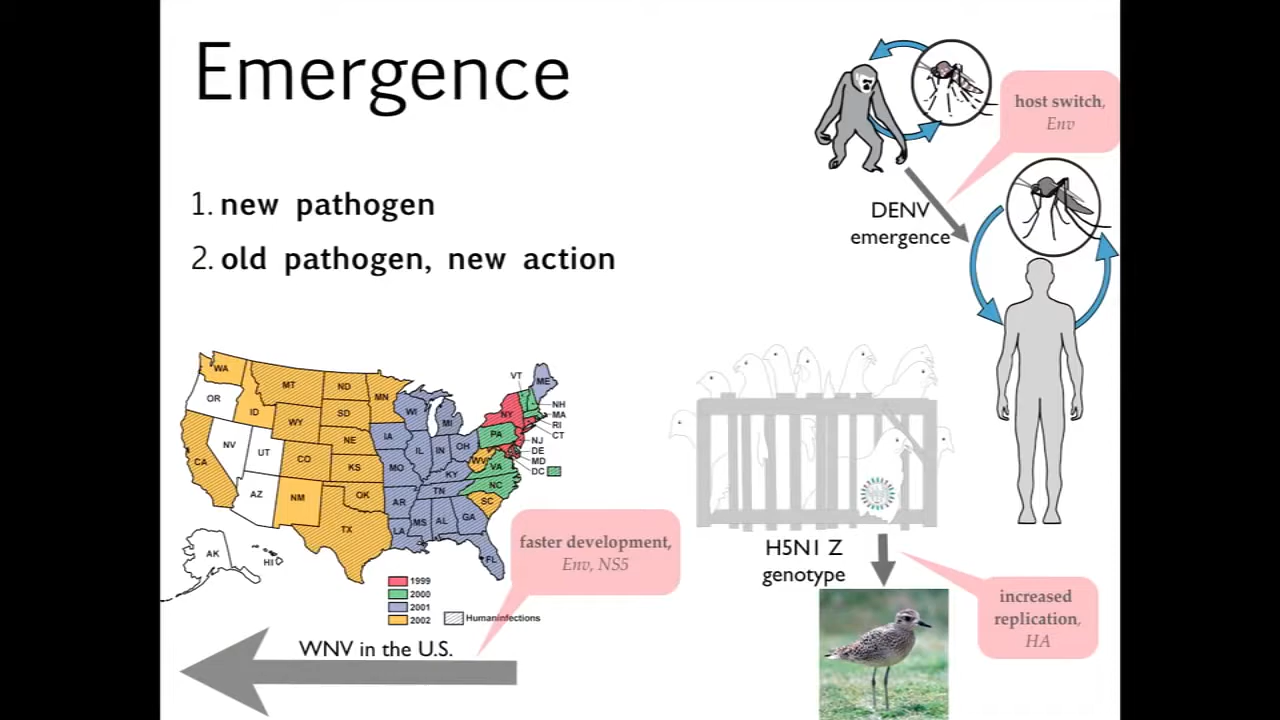 Emergence
1. new pathogen
2. old pathogen, new action
host switch,
Env
DENV
emergence
WA
OR
CA
NV
ID
MT
WY
UT
AZ
CO
NM
ND
SD
NE
KS
OK
TX
MN
IA
MO
AR
LA
WI
IL
MI
IN
OH
KY
TN
MS
AL
GA
FL
SC
NC
VA
WV
PA
NY
VT
ME
NH
MA
RI
CT
NJ
DE
MD
DC
AK
HI
1999
2000
2001
2002
Humaninfections
faster development,
Env, NS5
WNV in the U.S.
H5N1 Z
genotype
increased
replication,
HA